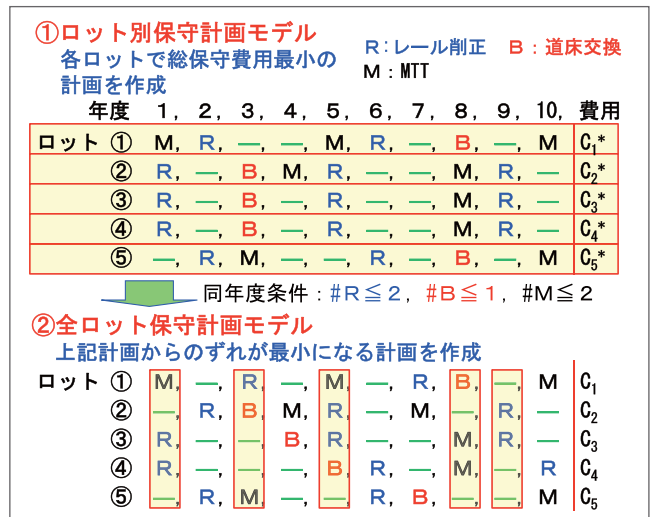 ①ロット別保守計画モデル
各ロットで総保守費用最小の
計画を作成
R:レール削正 B:道床交換
M:MTT
年度 1, 2, 3, 4, 5, 6, 7, 8, 9, 10, 費用
ロット ① M, R, —, —, M, R, —, B, —, M C₁*
② R, —, B, M, R, —, —, M, R, — C₂*
③ R, —, B, —, R, —, —, M, R, — C₃*
④ R, —, B, —, R, —, —, M, R, — C₄*
⑤ —, R, M, —, —, R, —, B, —, M C₅*
同年度条件:#R≦2, #B≦1, #M≦2
②全ロット保守計画モデル
上記計画からのずれが最小になる計画を作成
ロット ① M, —, R, —, M, —, R, B, —, M C₁
② —, R, B, M, R, —, M, —, R, — C₂
③ R, —, —, B, R, —, —, M, R, — C₃
④ R, —, —, —, B, R, —, M, —, R C₄
⑤ —, R, M, —, —, R, B, —, —, M C₅